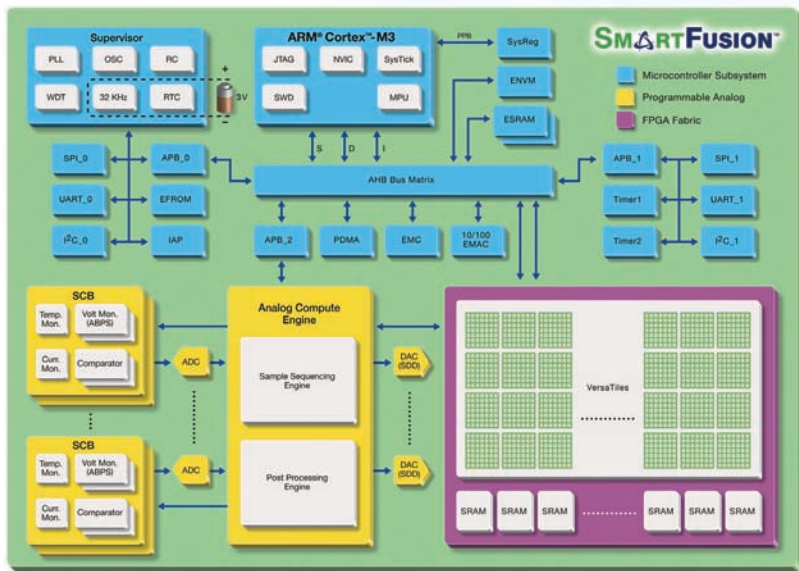 SMARTFUSION™
Microcontroller Subsystem
Programmable Analog
FPGA Fabric
Supervisor
PLL
OSC
RC
WDT
32 KHz
RTC
+
3V
−
ARM® Cortex™-M3
JTAG
NVIC
SysTick
SWD
MPU
PPB
SysReg
ENVM
ESRAM
S
D
I
AHB Bus Matrix
SPI_0
APB_0
UART_0
EFROM
I²C_0
IAP
APB_2
PDMA
EMC
10/100
EMAC
APB_1
SPI_1
Timer1
UART_1
Timer2
I²C_1
SCB
Temp.
Mon.
Volt Mon.
(ABPS)
Curr.
Mon.
Comparator
ADC
SCB
Temp.
Mon.
Volt Mon.
(ABPS)
Curr.
Mon.
Comparator
ADC
Analog Compute
Engine
Sample Sequencing
Engine
Post Processing
Engine
DAC
(SDD)
DAC
(SDD)
VersaTiles
SRAM
SRAM
SRAM
SRAM
SRAM
SRAM